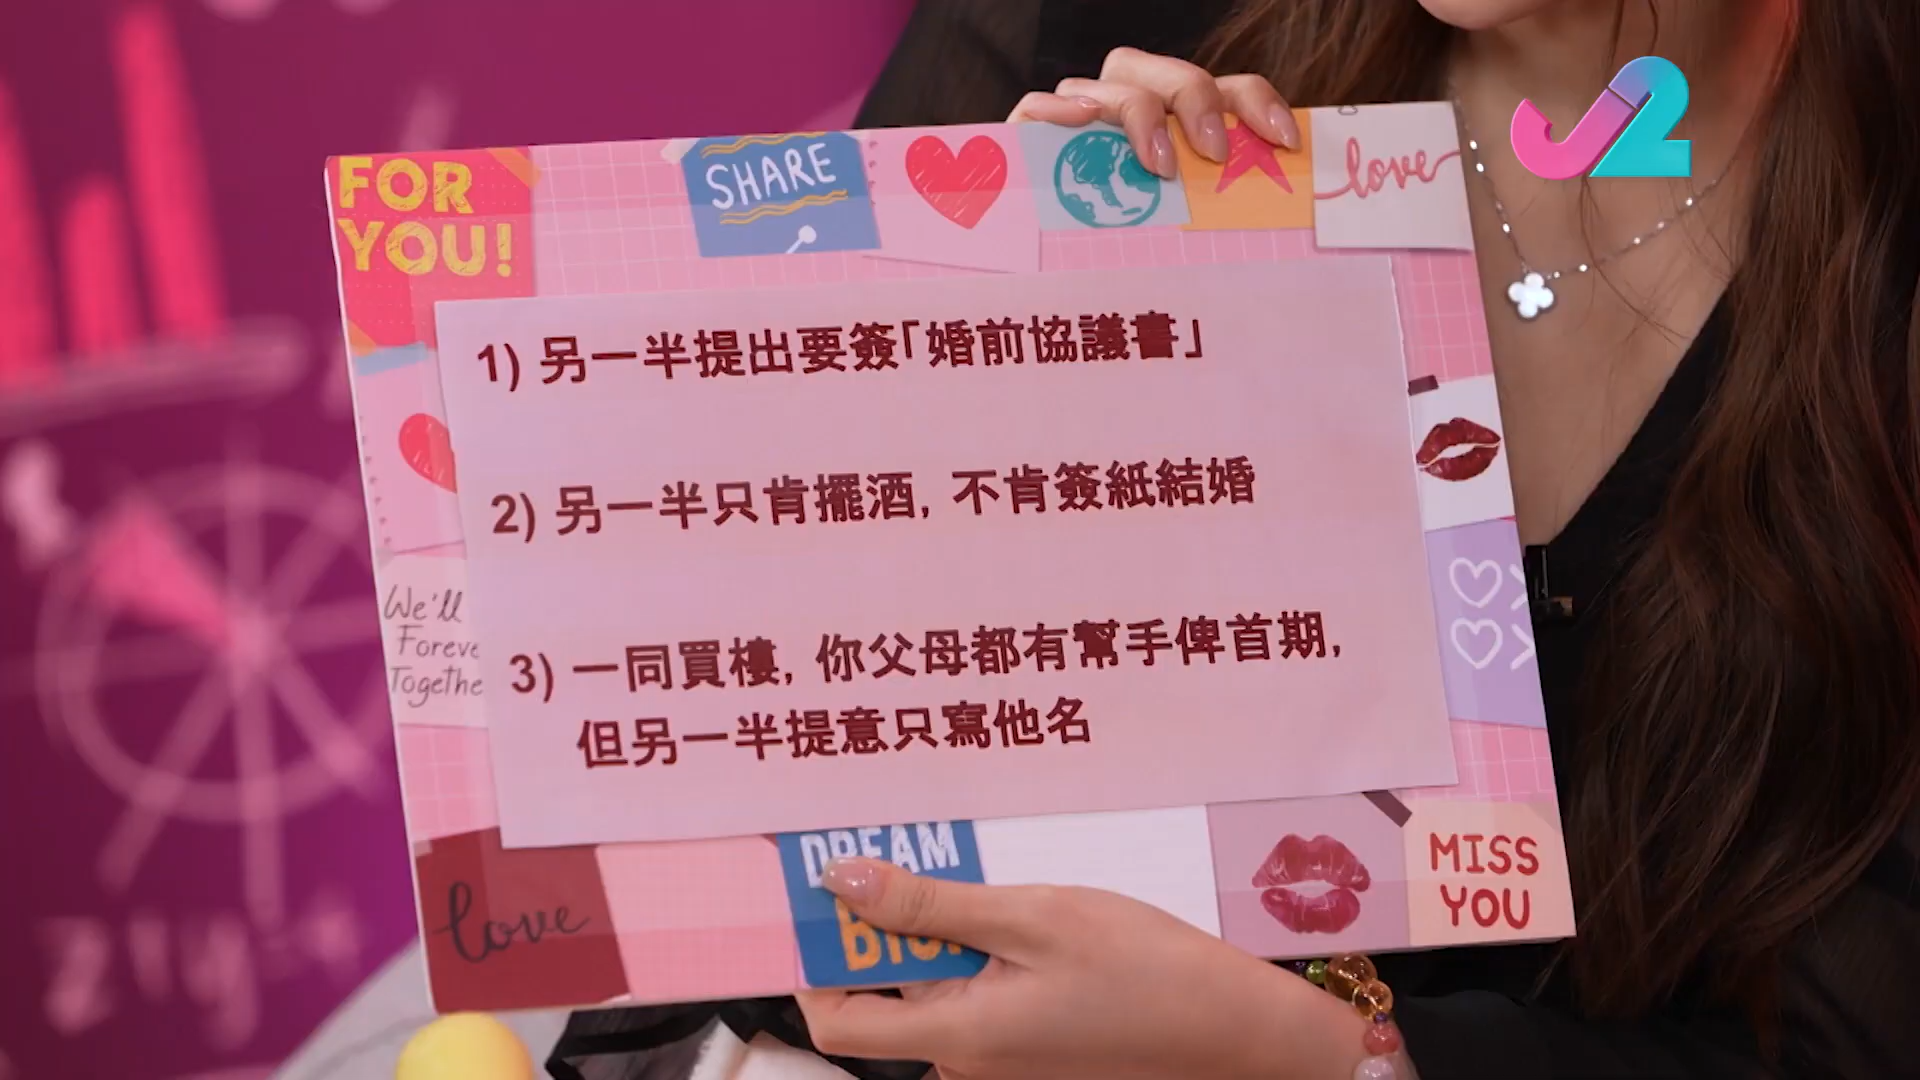 J2
FOR
YOU!
SHARE
love
1) 另一半提出要簽「婚前協議書」
2) 另一半只肯擺酒, 不肯簽紙結婚
We'll
Togethe
3) 一同買樓, 你父母都有幫手俾首期,
但另一半提意只寫他名
love
DREAM
MISS
YOU